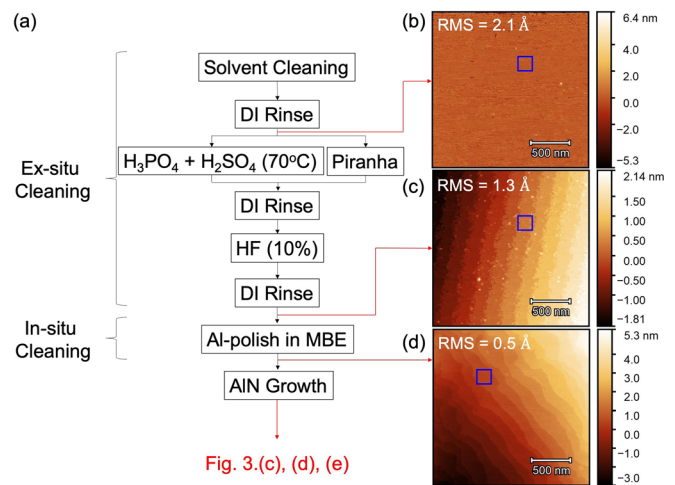 (a)
Solvent Cleaning
DI Rinse
H₃PO₄ + H₂SO₄ (70ºC)
Piranha
DI Rinse
HF (10%)
DI Rinse
Ex-situ
Cleaning
In-situ
Cleaning
Al-polish in MBE
AlN Growth
Fig. 3.(c), (d), (e)
(b)
RMS = 2.1 Å
500 nm
6.4 nm
4.0
2.0
0.0
−2.0
−5.3
(c)
RMS = 1.3 Å
500 nm
2.14 nm
1.50
1.00
0.50
0.00
−0.50
−1.00
−1.81
(d)
RMS = 0.5 Å
500 nm
5.3 nm
4.0
3.0
2.0
1.0
0.0
−1.0
−3.0